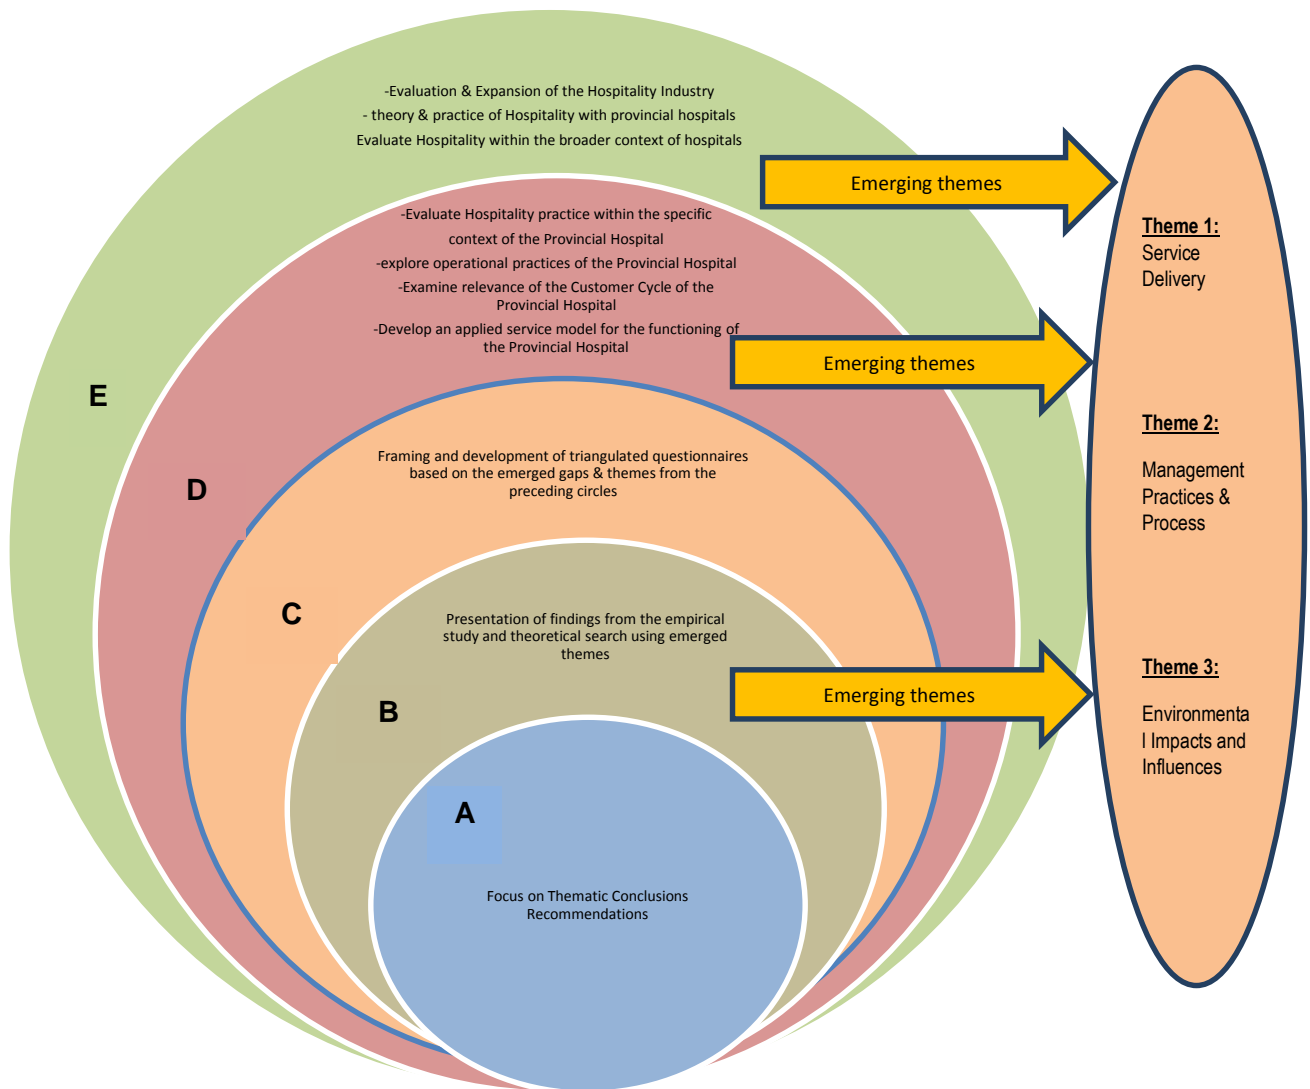 -Evaluation & Expansion of the Hospitality Industry
- theory & practice of Hospitality with provincial hospitals
Evaluate Hospitality within the broader context of hospitals
Emerging themes
-Evaluate Hospitality practice within the specific
context of the Provincial Hospital
-explore operational practices of the Provincial Hospital
-Examine relevance of the Customer Cycle of the
Provincial Hospital
-Develop an applied service model for the functioning of
the Provincial Hospital
Emerging themes
E
D
Framing and development of triangulated questionnaires
based on the emerged gaps & themes from the
preceding circles
C
Presentation of findings from the empirical
study and theoretical search using emerged
themes
Emerging themes
B
A
Focus on Thematic Conclusions
Recommendations
Theme 1:
Service
Delivery
Theme 2:
Management
Practices &
Process
Theme 3:
Environmenta
l Impacts and
Influences